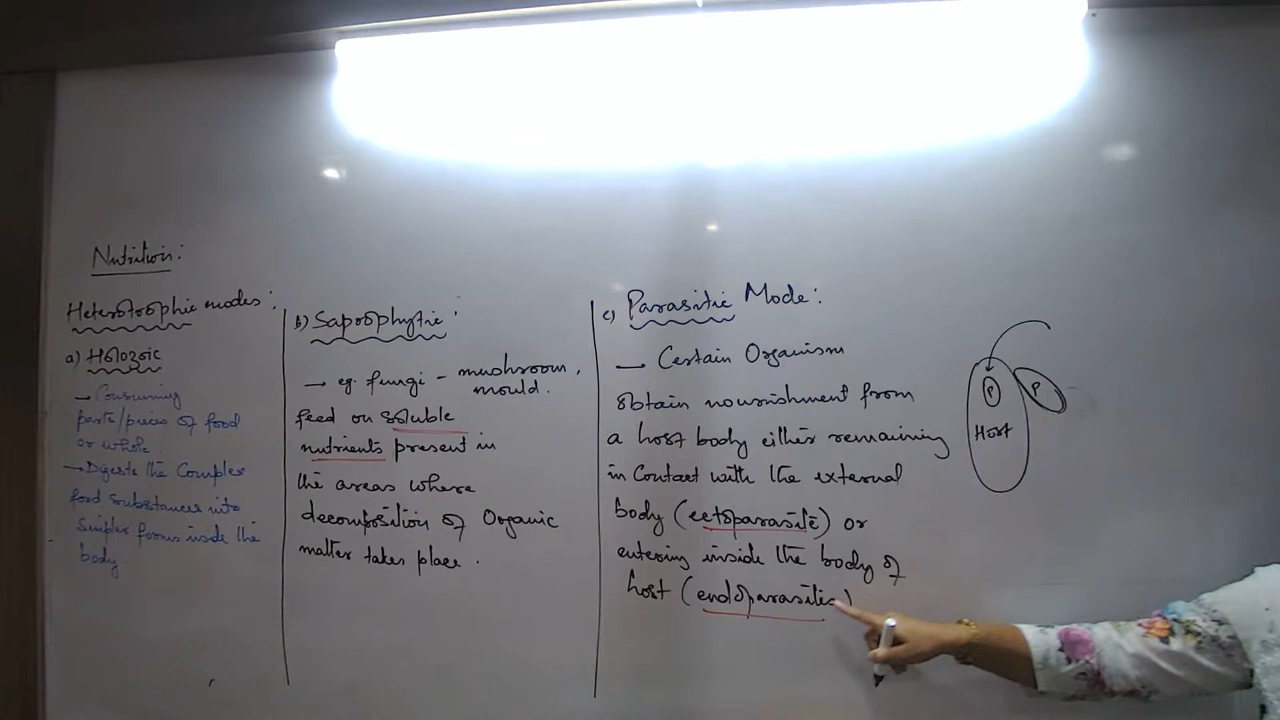 Nutrition:
Heterotrophic modes:
a) Holozoic
→ Consuming
parts/pieces of food
or whole
→ Digests the Complex
food substances into
simpler forms inside the
body
b) Saprophytic:
→ eg. fungi - mushroom,
mould.
feed on soluble
nutrients present in
the areas where
decomposition of Organic
matter takes place.
c) Parasitic Mode:
→ Certain Organism
obtain nourishment from
a host body either remaining
in Contact with the external
body (ectoparasite) or
entering inside the body of
host (endoparasites)
P
P
Host